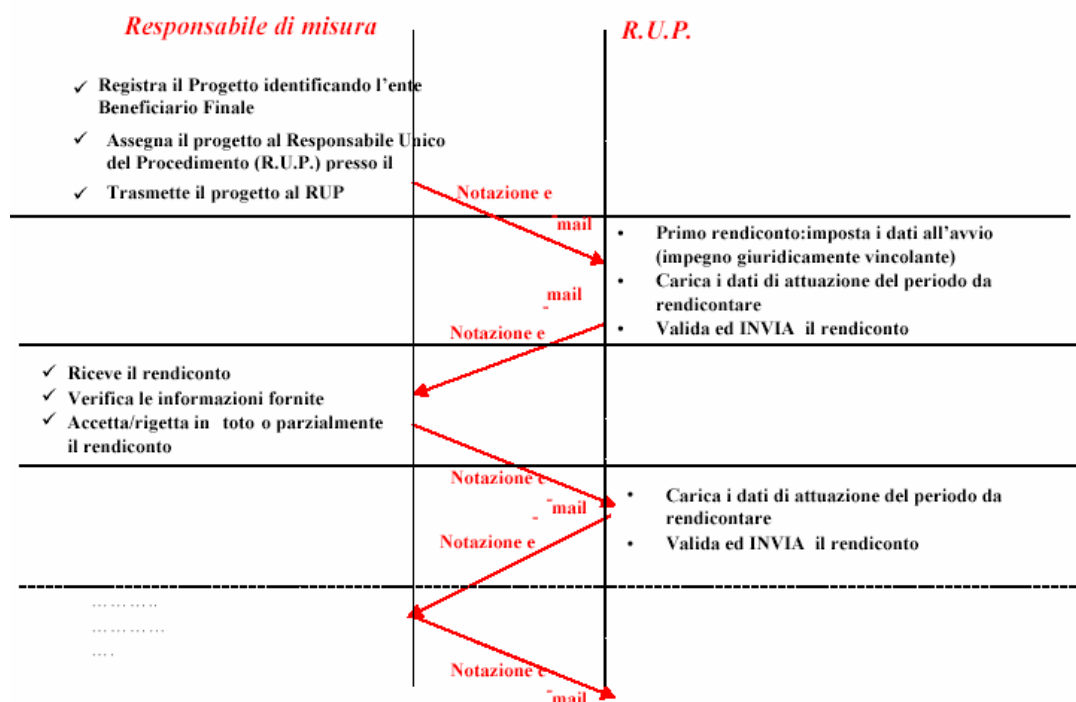 Responsabile di misura
R.U.P.
✓ Registra il Progetto identificando l'ente
Beneficiario Finale
✓ Assegna il progetto al Responsabile Unico
del Procedimento (R.U.P.) presso il
✓ Trasmette il progetto al RUP
Notazione e
-mail
• Primo rendiconto:imposta i dati all'avvio
(impegno giuridicamente vincolante)
• Carica i dati di attuazione del periodo da
rendicontare
• Valida ed INVIA il rendiconto
-mail
Notazione e
✓ Riceve il rendiconto
✓ Verifica le informazioni fornite
✓ Accetta/rigetta in toto o parzialmente
il rendiconto
Notazione e
-mail
• Carica i dati di attuazione del periodo da
rendicontare
• Valida ed INVIA il rendiconto
-
Notazione e
………..
…………
….
Notazione e
-mail